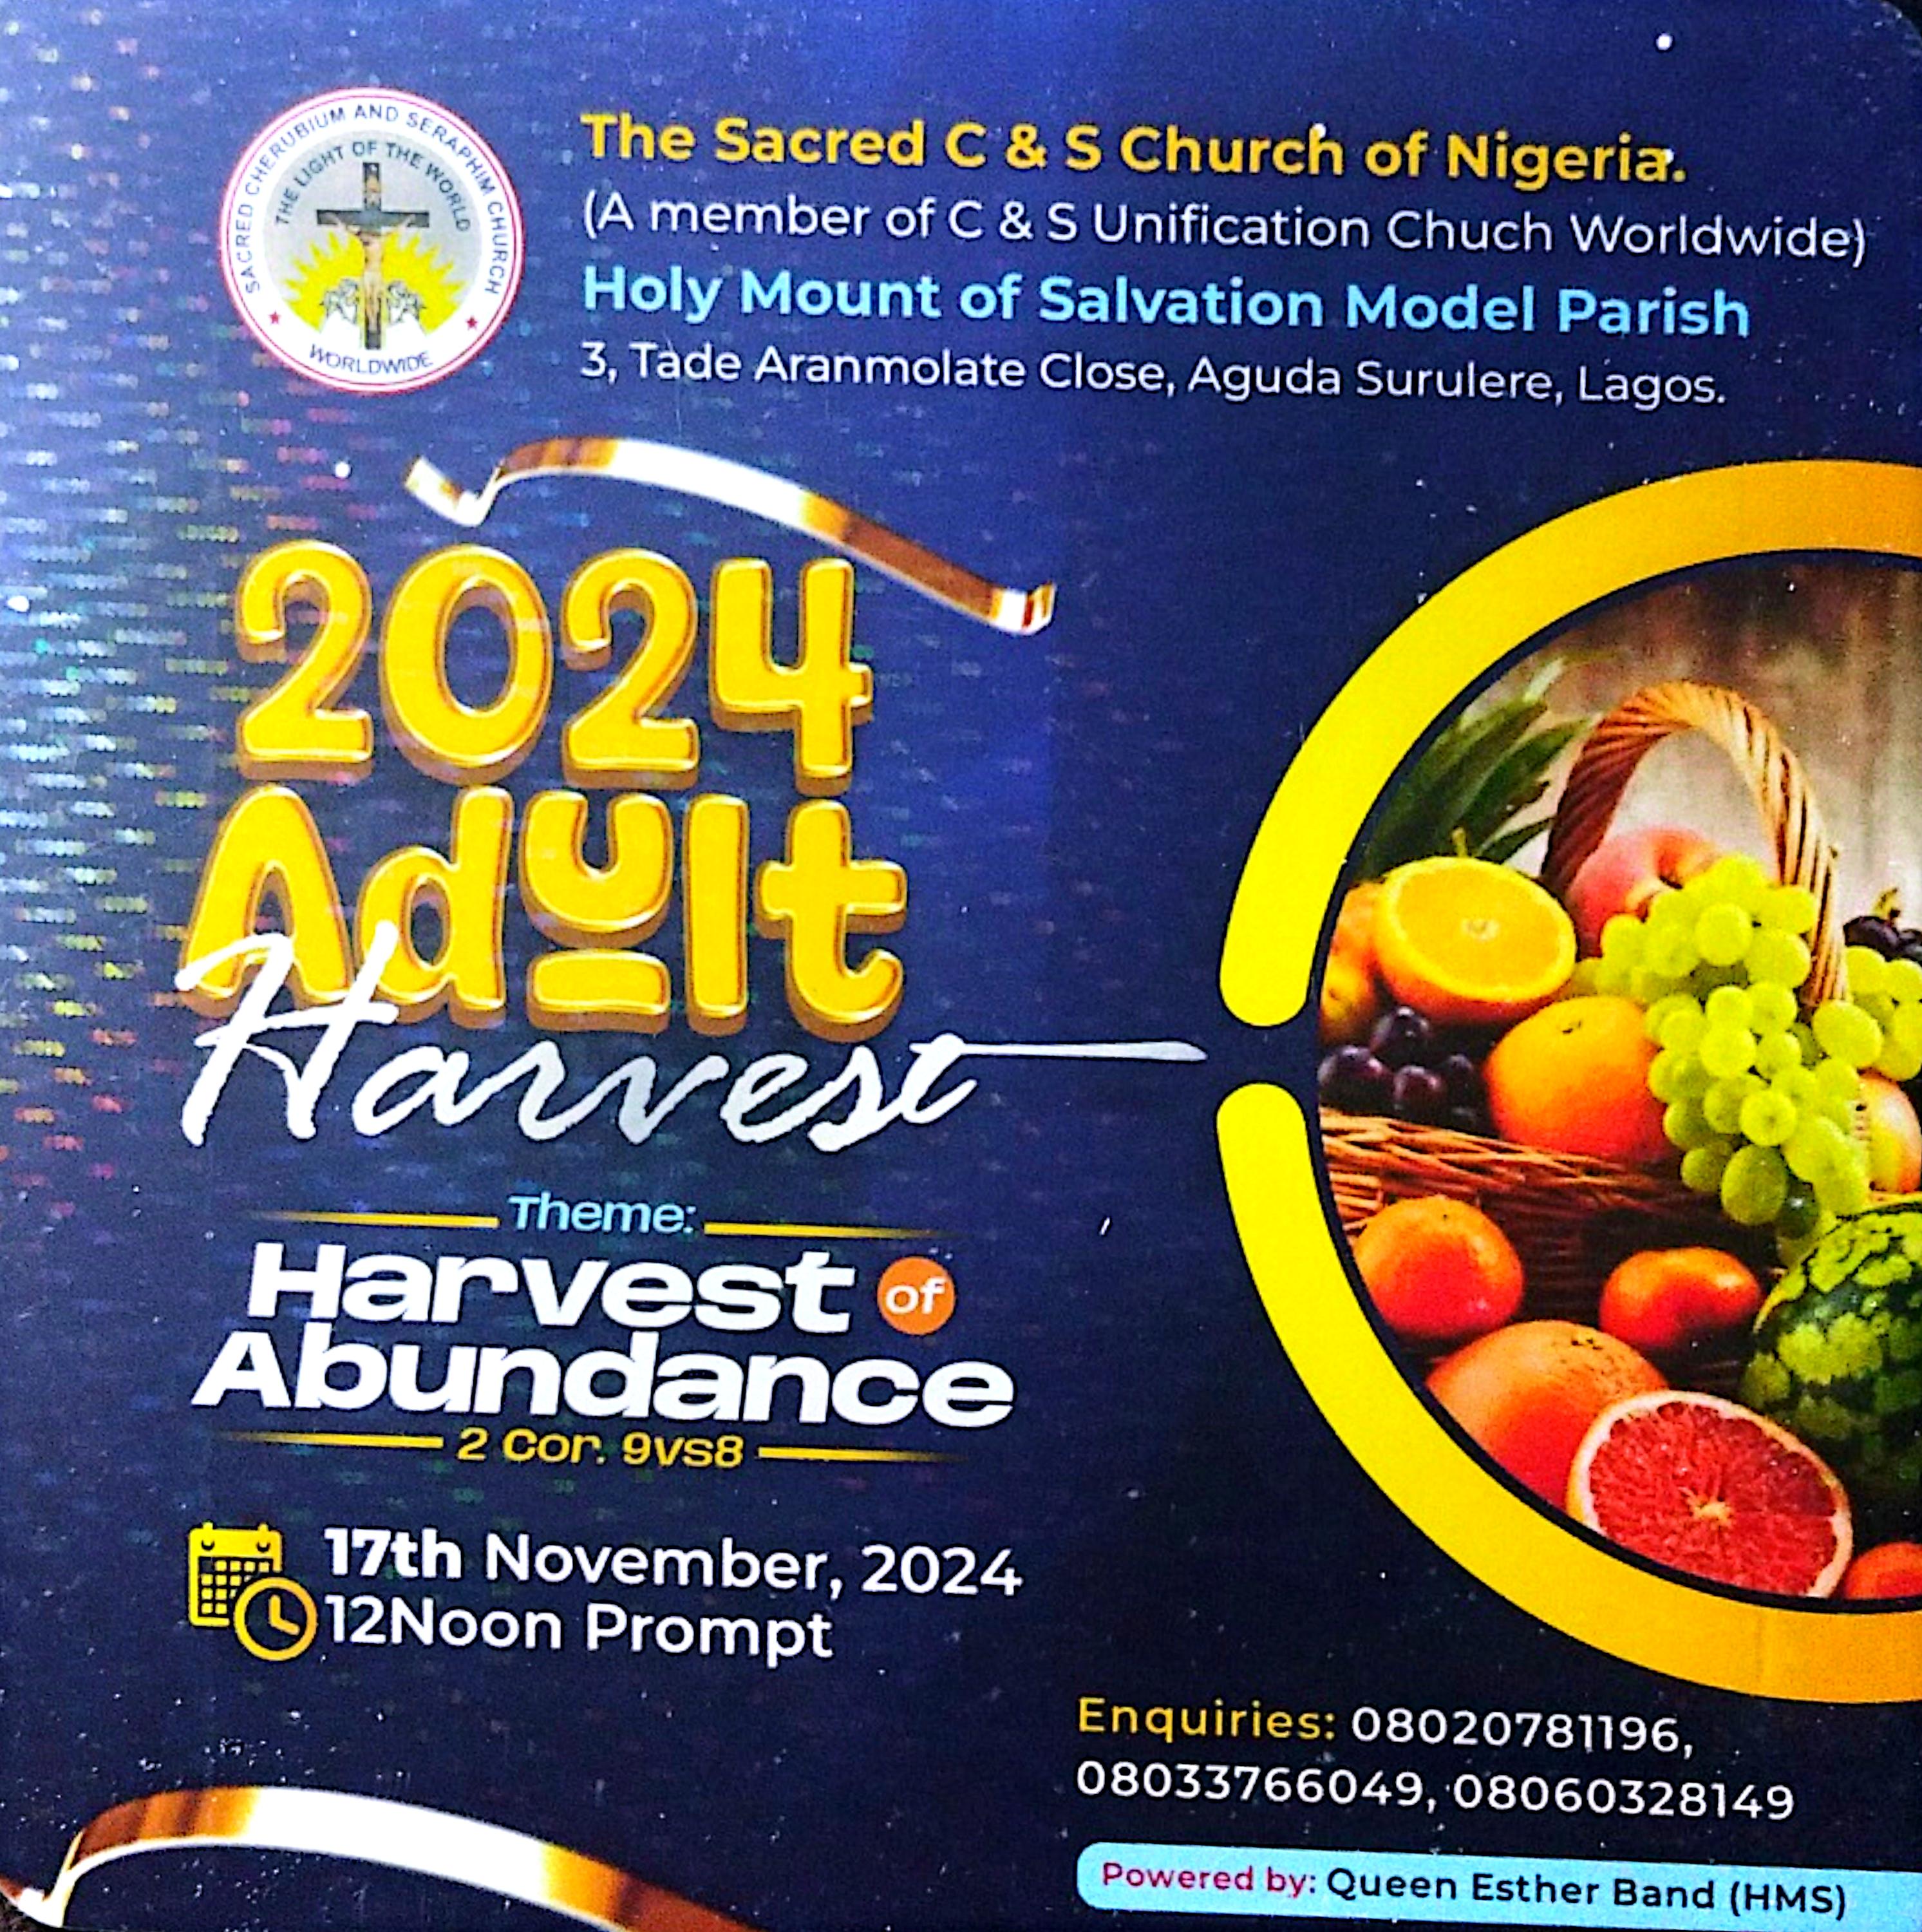 SACRED CHERUBIUM AND SERAPHIM CHURCH
THE LIGHT OF THE WORLD
WORLDWIDE
The Sacred C & S Church of Nigeria.
(A member of C & S Unification Chuch Worldwide)
Holy Mount of Salvation Model Parish
3, Tade Aranmolate Close, Aguda Surulere, Lagos.
2024
Adult
Harvest
Theme:
Harvest of
Abundance
2 Cor. 9vs8
17th November, 2024
12Noon Prompt
Enquiries: 08020781196,
08033766049, 08060328149
Powered by: Queen Esther Band (HMS)